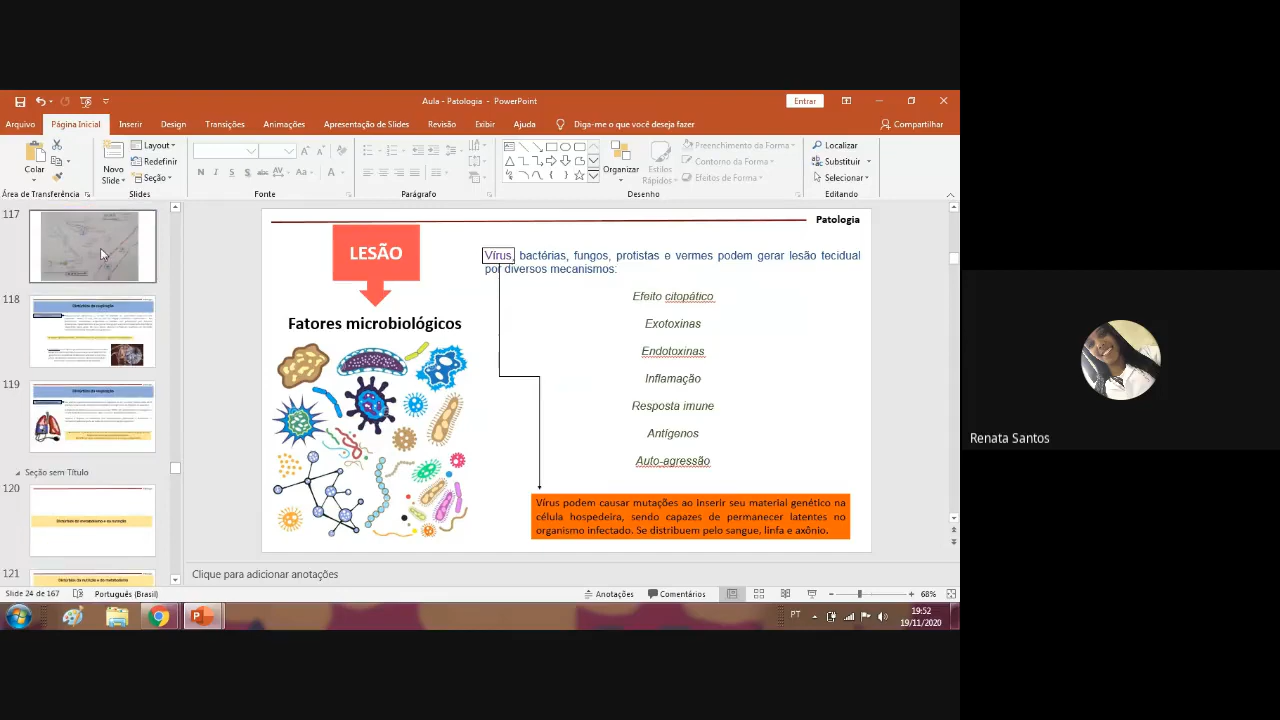 Aula - Patologia - PowerPoint
Entrar
Arquivo Página Inicial Inserir Design Transições Animações Apresentação de Slides Revisão Exibir Ajuda Diga-me o que você deseja fazer Compartilhar
Colar
Novo Slide
Layout
Redefinir
Seção
N I S S abc AV Aa A
Organizar
Estilos Rápidos
Preenchimento da Forma
Contorno da Forma
Efeitos de Forma
Localizar
Substituir
Selecionar
Área de Transferência Slides Fonte Parágrafo Desenho Editando
117
118
119
Seção sem Título
120
121
Patologia
LESÃO
Fatores microbiológicos
Vírus, bactérias, fungos, protistas e vermes podem gerar lesão tecidual
por diversos mecanismos:
Efeito citopático
Exotoxinas
Endotoxinas
Inflamação
Resposta imune
Antígenos
Auto-agressão
Vírus podem causar mutações ao inserir seu material genético na
célula hospedeira, sendo capazes de permanecer latentes no
organismo infectado. Se distribuem pelo sangue, linfa e axônio.
Clique para adicionar anotações
Slide 24 de 167 Português (Brasil) Anotações Comentários 68%
PT
19:52
19/11/2020
Renata Santos